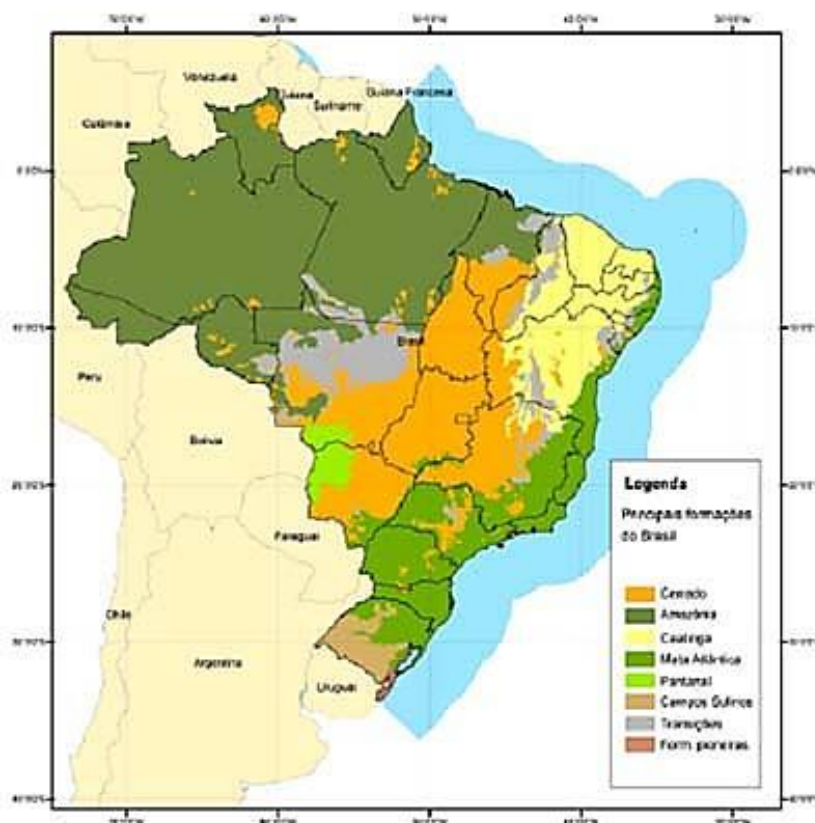 Venezuela
Guiana
Suriname
Guiana Francesa
Colômbia
Brasil
Peru
Bolívia
Paraguai
Chile
Argentina
Uruguai
Legenda
Principais formações
do Brasil
Cerrado
Amazônia
Caatinga
Mata Atlântica
Pantanal
Campos Sulinos
Transições
Form. pioneiras